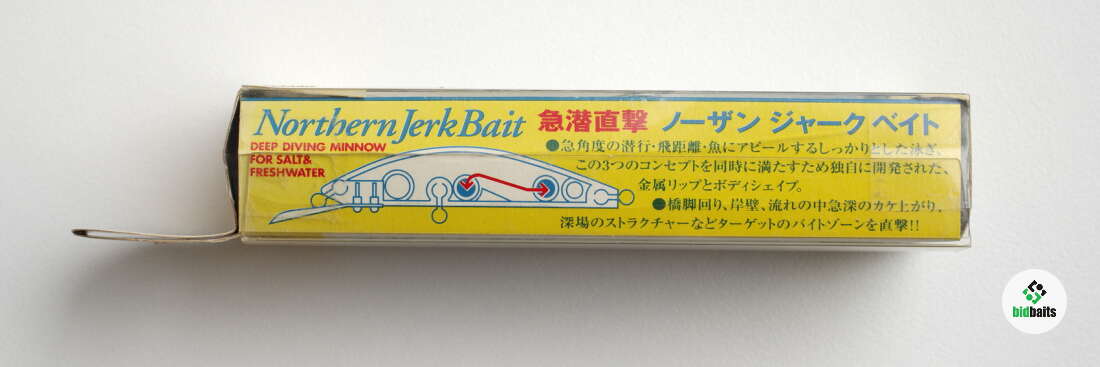 Northern Jerk Bait 急潜直撃 ノーザン ジャーク ベイト
DEEP DIVING MINNOW
FOR SALT&
FRESHWATER
●急角度の潜行・飛距離・魚にアピールするしっかりとした泳ぎ、
この3つのコンセプトを同時に満たすため独自に開発された、
金属リップとボディシェイプ。
●橋脚回り、岸壁、流れの中急深のカケ上がり、
深場のストラクチャーなどターゲットのバイトゾーンを直撃!!
bidbaits